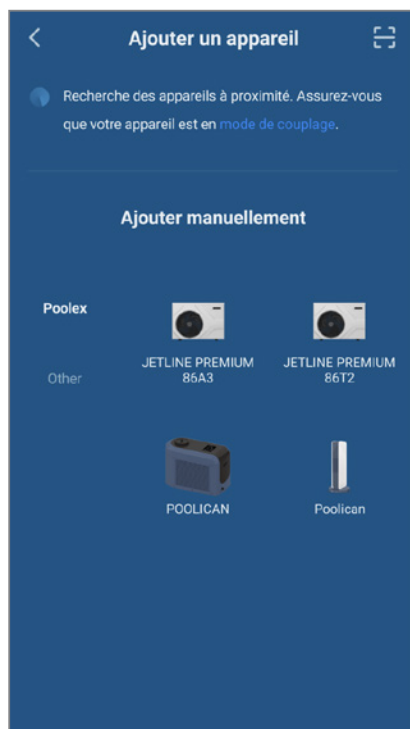 Ajouter un appareil
Recherche des appareils à proximité. Assurez-vous
que votre appareil est en mode de couplage.
Ajouter manuellement
Poolex
Other
JETLINE PREMIUM
86A3
JETLINE PREMIUM
86T2
POOLICAN
Poolican